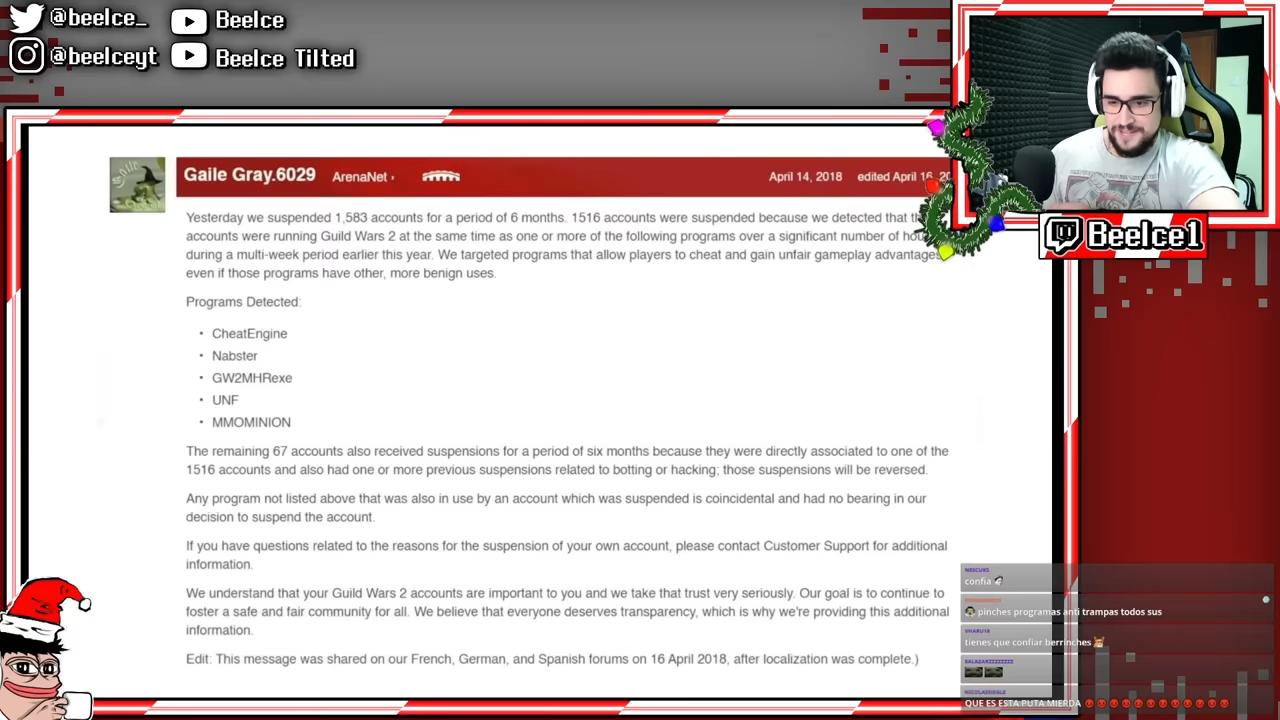 @beelce_
Beelce
@beelceyt
Beelce Tilted
Gaile Gray.6029
ArenaNet
April 14, 2018
edited April 16, 20
Yesterday we suspended 1,583 accounts for a period of 6 months. 1516 accounts were suspended because we detected that
accounts were running Guild Wars 2 at the same time as one or more of the following programs over a significant number of
during a multi-week period earlier this year. We targeted programs that allow players to cheat and gain unfair gameplay advantages
even if those programs have other, more benign uses.
Programs Detected:
• CheatEngine
• Nabster
• GW2MHRexe
• UNF
• MMOMINION
The remaining 67 accounts also received suspensions for a period of six months because they were directly associated to one of the
1516 accounts and also had one or more previous suspensions related to botting or hacking; those suspensions will be reversed.
Any program not listed above that was also in use by an account which was suspended is coincidental and had no bearing in our
decision to suspend the account.
If you have questions related to the reasons for the suspension of your own account, please contact Customer Support for additional
information.
We understand that your Guild Wars 2 accounts are important to you and we take that trust very seriously. Our goal is to continue to
foster a safe and fair community for all. We believe that everyone deserves transparency, which is why we're providing this additional
information.
Edit: This message was shared on our French, German, and Spanish forums on 16 April 2018, after localization was complete.)
Beelce1
confia
pinches programas anti trampas todos sus
tienes que confiar berrinches
QUE ES ESTA PUTA MIERDA